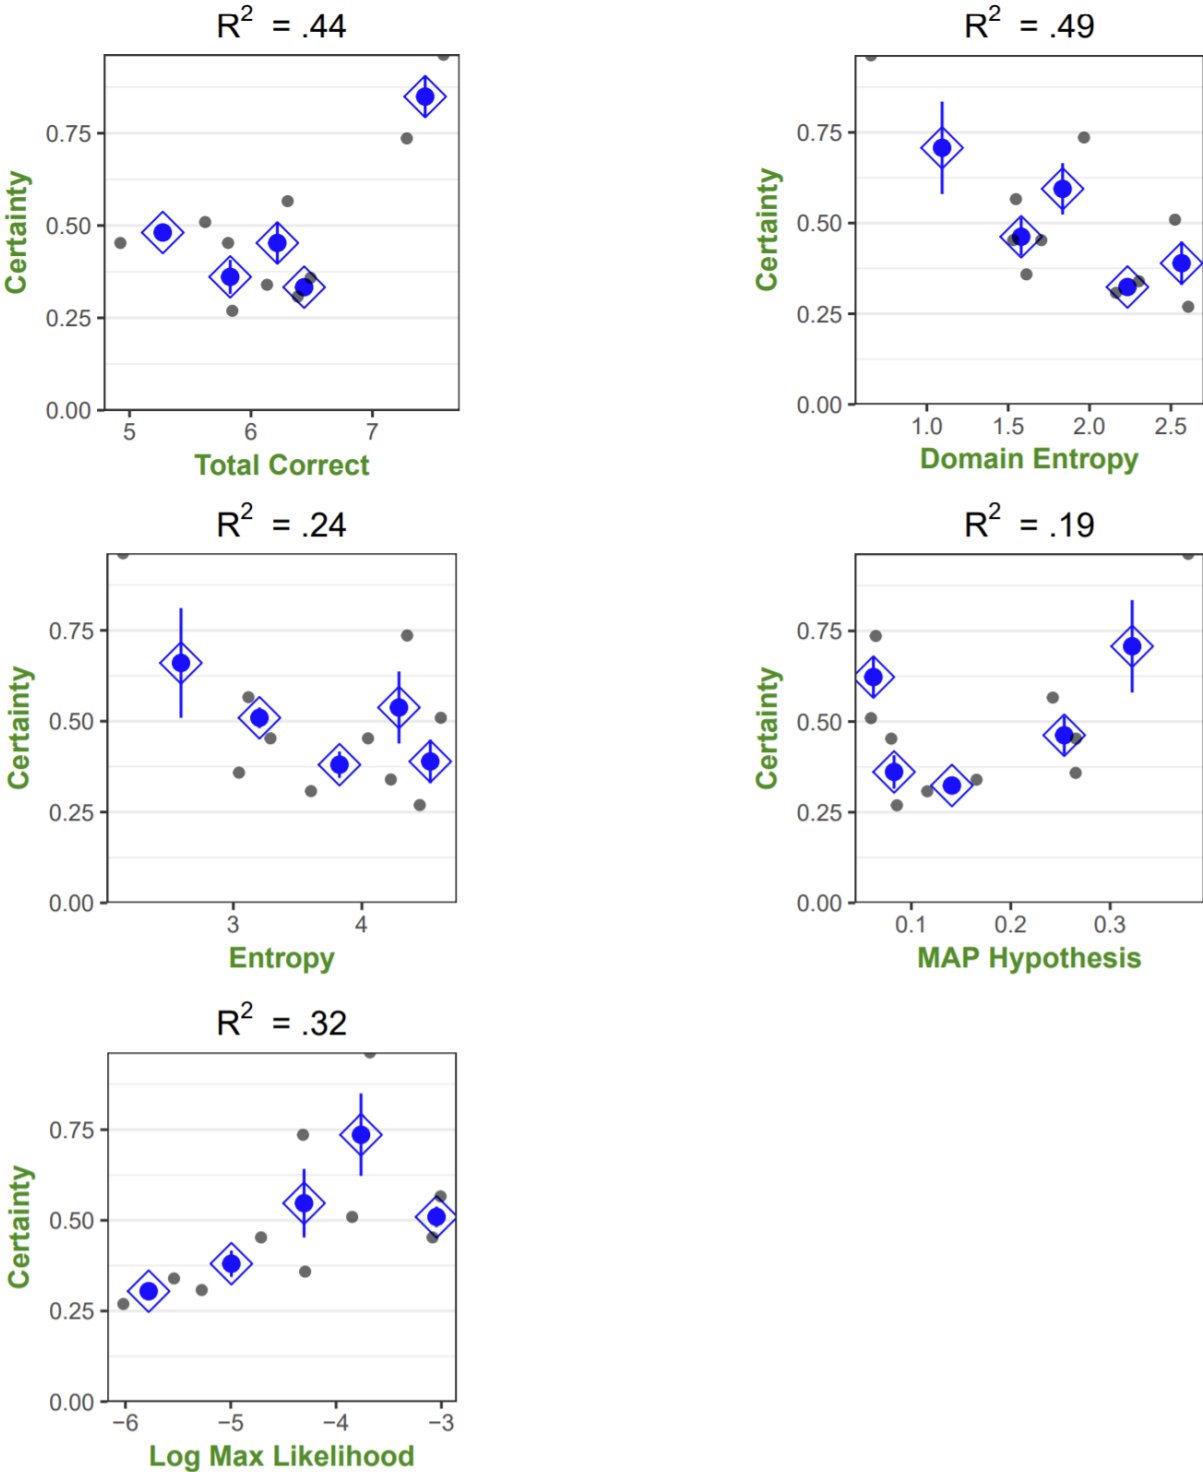 R² = .44
Certainty
0.75
0.50
0.25
0.00
5 6 7
Total Correct
R² = .49
Certainty
0.75
0.50
0.25
0.00
1.0 1.5 2.0 2.5
Domain Entropy
R² = .24
Certainty
0.75
0.50
0.25
0.00
3 4
Entropy
R² = .19
Certainty
0.75
0.50
0.25
0.00
0.1 0.2 0.3
MAP Hypothesis
R² = .32
Certainty
0.75
0.50
0.25
0.00
−6 −5 −4 −3
Log Max Likelihood